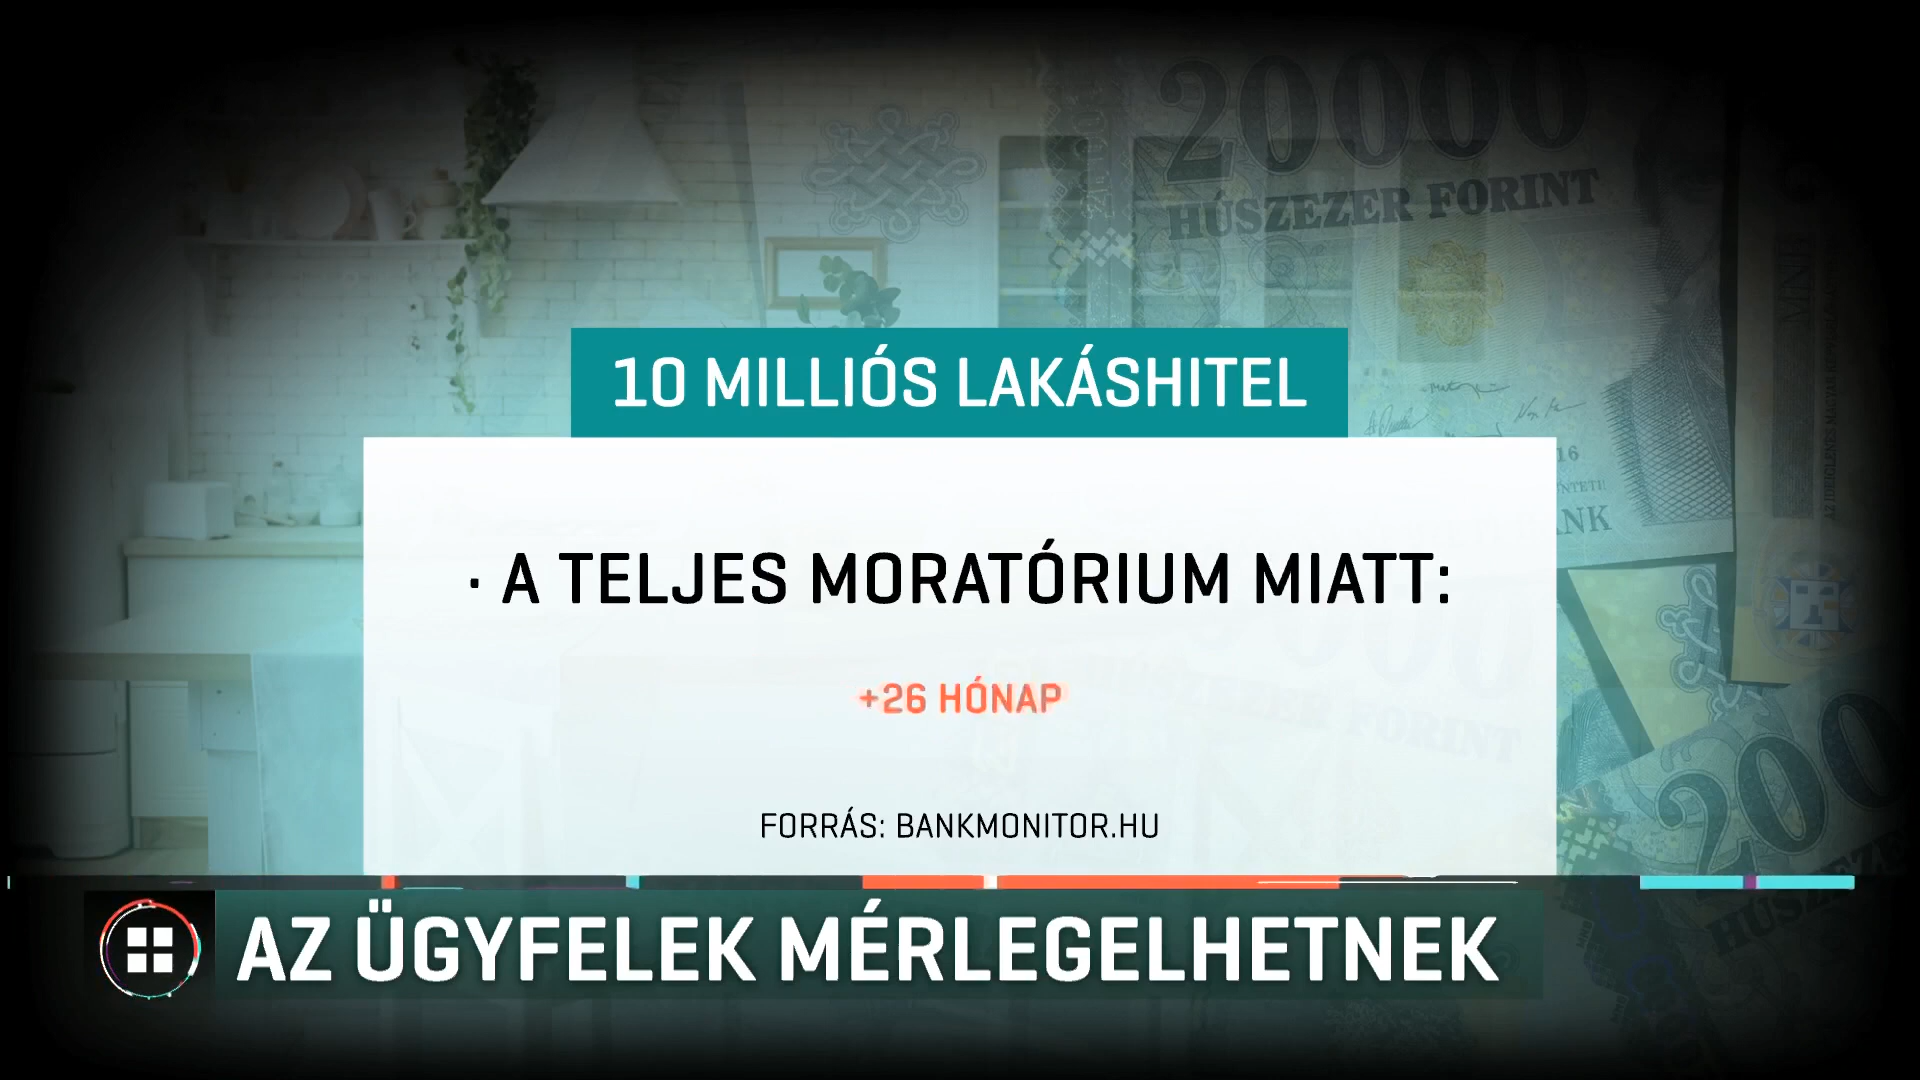 20000
HÚSZEZER FORINT
10 MILLIÓS LAKÁSHITEL
· A TELJES MORATÓRIUM MIATT:
+26 HÓNAP
FORRÁS: BANKMONITOR.HU
AZ ÜGYFELEK MÉRLEGELHETNEK